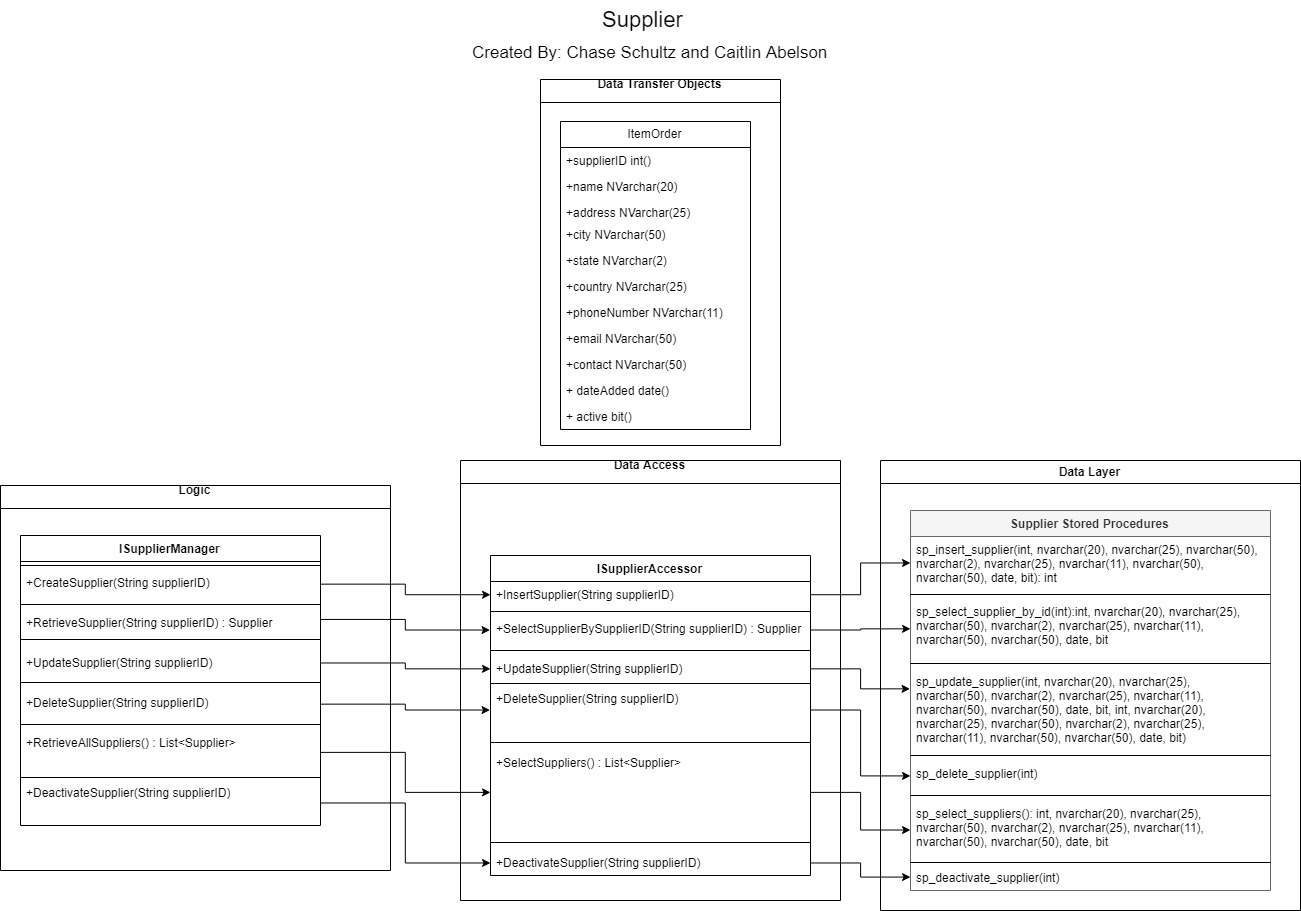 Supplier
Created By: Chase Schultz and Caitlin Abelson
Data Transfer Objects
ItemOrder
+supplierID int()
+name NVarchar(20)
+address NVarchar(25)
+city NVarchar(50)
+state NVarchar(2)
+country NVarchar(25)
+phoneNumber NVarchar(11)
+email NVarchar(50)
+contact NVarchar(50)
+ dateAdded date()
+ active bit()
Logic
ISupplierManager
+CreateSupplier(String supplierID)
+RetrieveSupplier(String supplierID) : Supplier
+UpdateSupplier(String supplierID)
+DeleteSupplier(String supplierID)
+RetrieveAllSuppliers() : List<Supplier>
+DeactivateSupplier(String supplierID)
Data Access
ISupplierAccessor
+InsertSupplier(String supplierID)
+SelectSupplierBySupplierID(String supplierID) : Supplier
+UpdateSupplier(String supplierID)
+DeleteSupplier(String supplierID)
+SelectSuppliers() : List<Supplier>
+DeactivateSupplier(String supplierID)
Data Layer
Supplier Stored Procedures
sp_insert_supplier(int, nvarchar(20), nvarchar(25), nvarchar(50),
nvarchar(2), nvarchar(25), nvarchar(11), nvarchar(50),
nvarchar(50), date, bit): int
sp_select_supplier_by_id(int):int, nvarchar(20), nvarchar(25),
nvarchar(50), nvarchar(2), nvarchar(25), nvarchar(11),
nvarchar(50), nvarchar(50), date, bit
sp_update_supplier(int, nvarchar(20), nvarchar(25),
nvarchar(50), nvarchar(2), nvarchar(25), nvarchar(11),
nvarchar(50), nvarchar(50), date, bit, int, nvarchar(20),
nvarchar(25), nvarchar(50), nvarchar(2), nvarchar(25),
nvarchar(11), nvarchar(50), nvarchar(50), date, bit)
sp_delete_supplier(int)
sp_select_suppliers(): int, nvarchar(20), nvarchar(25),
nvarchar(50), nvarchar(2), nvarchar(25), nvarchar(11),
nvarchar(50), nvarchar(50), date, bit
sp_deactivate_supplier(int)